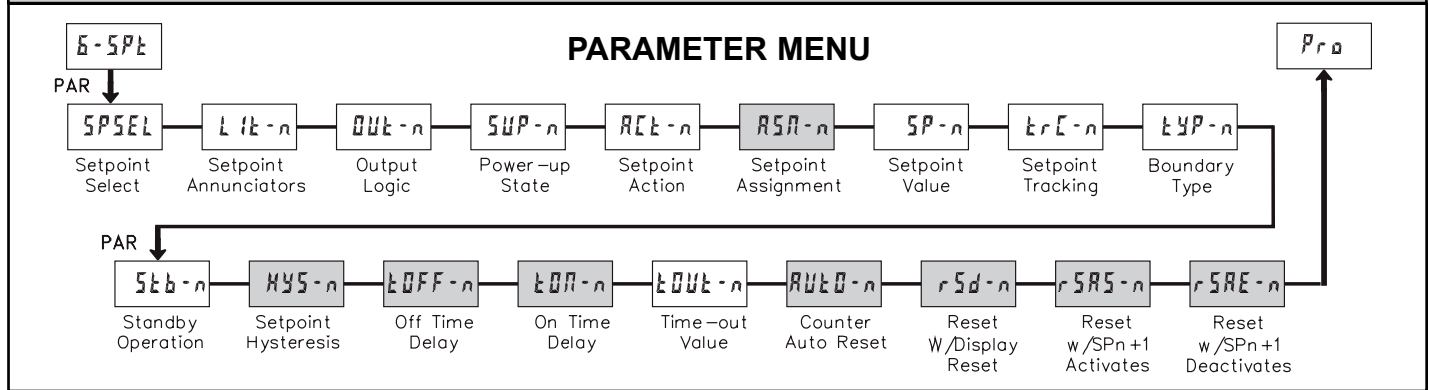 6-SPt
PARAMETER MENU
Pro
PAR
SPSEL
LIt-n
OUt-n
SUP-n
ACt-n
ASN-n
SP-n
trC-n
tYP-n
Setpoint Select
Setpoint Annunciators
Output Logic
Power-up State
Setpoint Action
Setpoint Assignment
Setpoint Value
Setpoint Tracking
Boundary Type
PAR
Stb-n
HYS-n
tOFF-n
tON-n
tOUt-n
AUtO-n
rSd-n
rSAS-n
rSAE-n
Standby Operation
Setpoint Hysteresis
Off Time Delay
On Time Delay
Time-out Value
Counter Auto Reset
Reset W/Display Reset
Reset w/SPn+1 Activates
Reset w/SPn+1 Deactivates